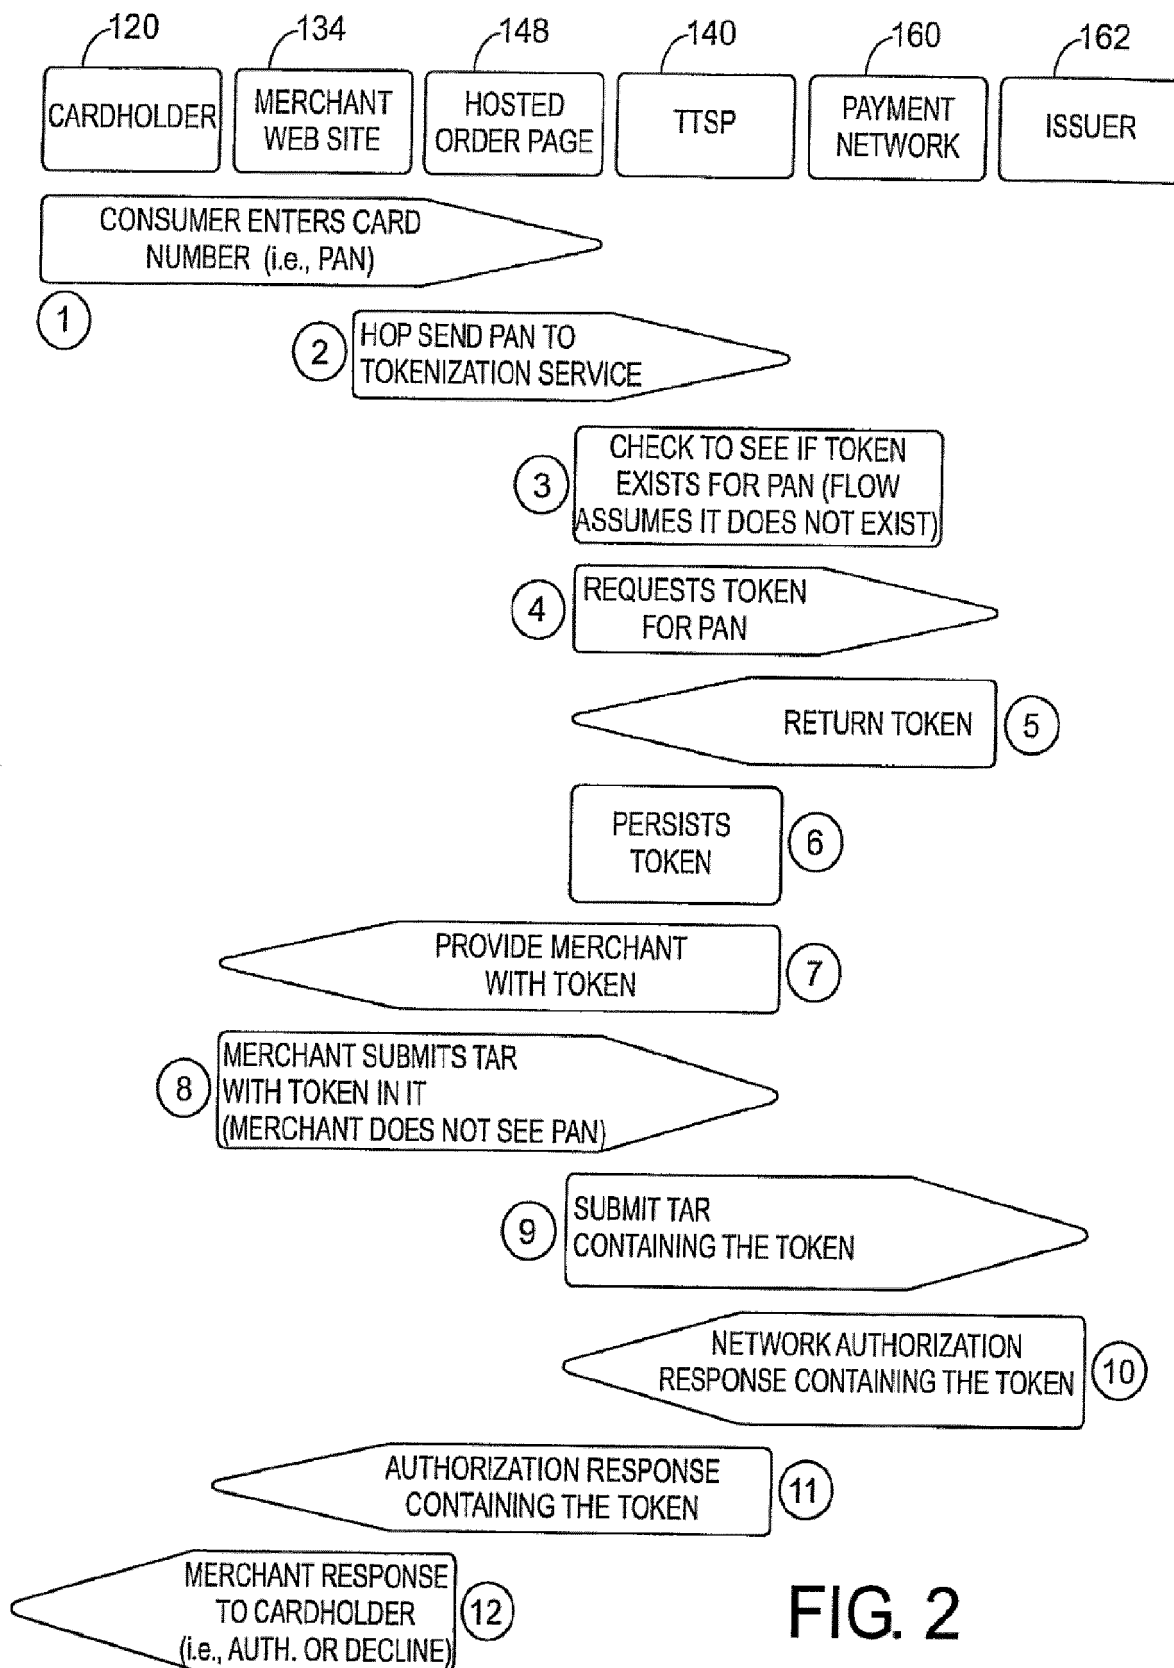 120
134
148
140
160
162
CARDHOLDER
MERCHANT
WEB SITE
HOSTED
ORDER PAGE
TTSP
PAYMENT
NETWORK
ISSUER
CONSUMER ENTERS CARD
NUMBER (i.e., PAN)
1
2
HOP SEND PAN TO
TOKENIZATION SERVICE
3
CHECK TO SEE IF TOKEN
EXISTS FOR PAN (FLOW
ASSUMES IT DOES NOT EXIST)
4
REQUESTS TOKEN
FOR PAN
RETURN TOKEN
5
PERSISTS
TOKEN
6
PROVIDE MERCHANT
WITH TOKEN
7
8
MERCHANT SUBMITS TAR
WITH TOKEN IN IT
(MERCHANT DOES NOT SEE PAN)
9
SUBMIT TAR
CONTAINING THE TOKEN
NETWORK AUTHORIZATION
RESPONSE CONTAINING THE TOKEN
10
AUTHORIZATION RESPONSE
CONTAINING THE TOKEN
11
MERCHANT RESPONSE
TO CARDHOLDER
(i.e., AUTH. OR DECLINE)
12
FIG. 2